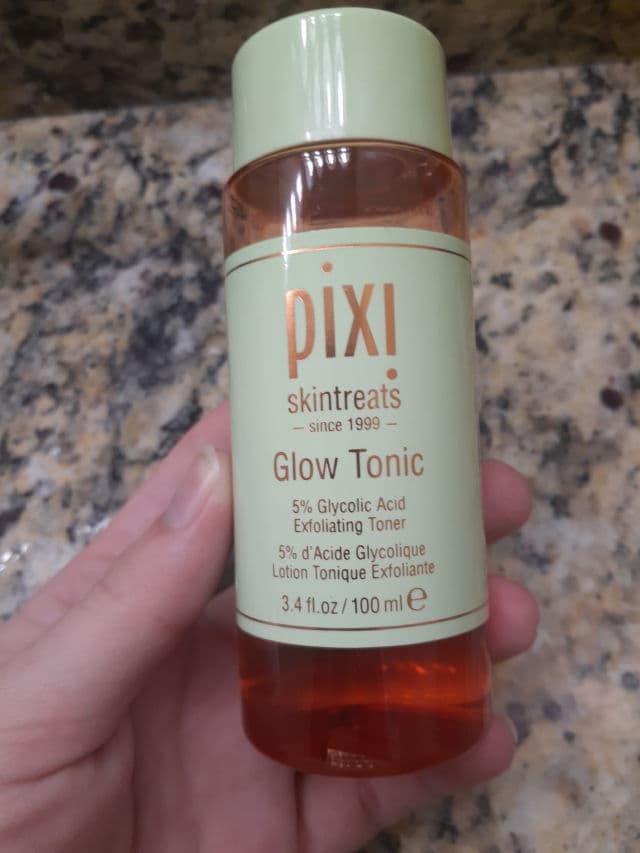 pixi
skintreats
– since 1999 –
Glow Tonic
5% Glycolic Acid
Exfoliating Toner
5% d'Acide Glycolique
Lotion Tonique Exfoliante
3.4 fl.oz / 100 ml ℮